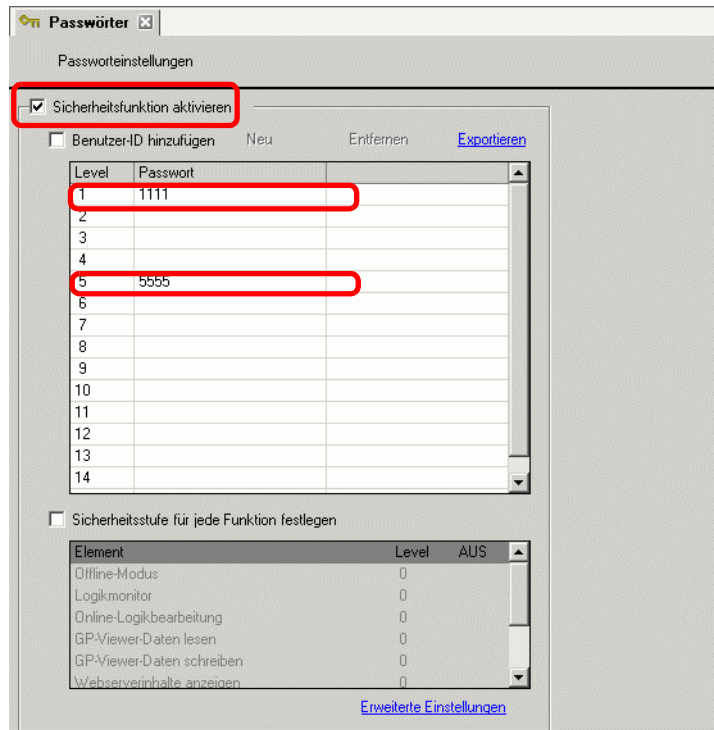 Passwörter
Passworteinstellungen
Sicherheitsfunktion aktivieren
Benutzer-ID hinzufügen Neu Entfernen Exportieren
Level Passwort
1 1111
2
3
4
5 5555
6
7
8
9
10
11
12
13
14
Sicherheitsstufe für jede Funktion festlegen
Element Level AUS
Offline-Modus 0
Logikmonitor 0
Online-Logikbearbeitung 0
GP-Viewer-Daten lesen 0
GP-Viewer-Daten schreiben 0
Webserverinhalte anzeigen 0
Erweiterte Einstellungen